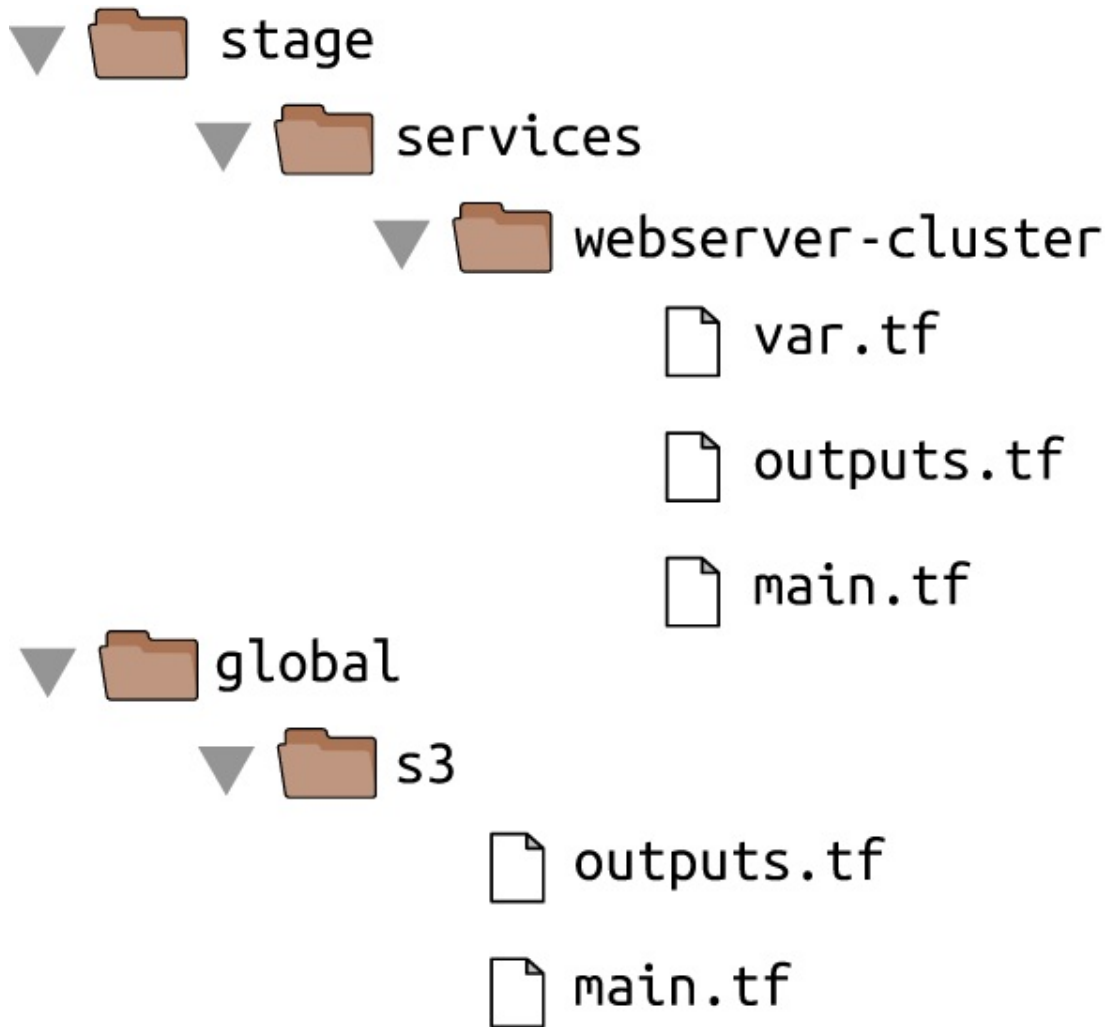 stage
services
webserver-cluster
var.tf
outputs.tf
main.tf
global
s3
outputs.tf
main.tf